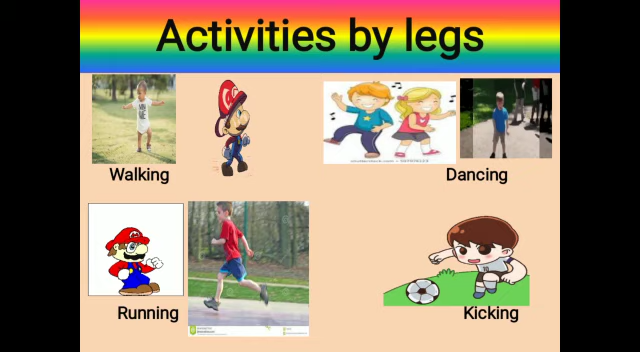 Activities by legs
Walking
Dancing
Running
Kicking